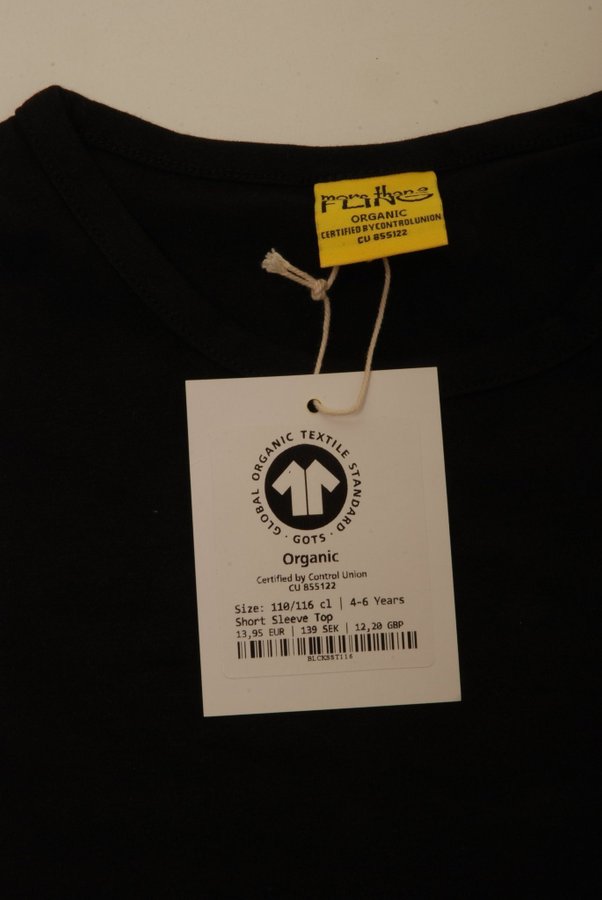 more than a
FLING
ORGANIC
CERTIFIED BY CONTROL UNION
CU 855122
GLOBAL ORGANIC TEXTILE STANDARD
· GOTS ·
Organic
Certified by Control Union
CU 855122
Size: 110/116 cl | 4-6 Years
Short Sleeve Top
13,95 EUR | 139 SEK | 12,20 GBP
BLCKSST116